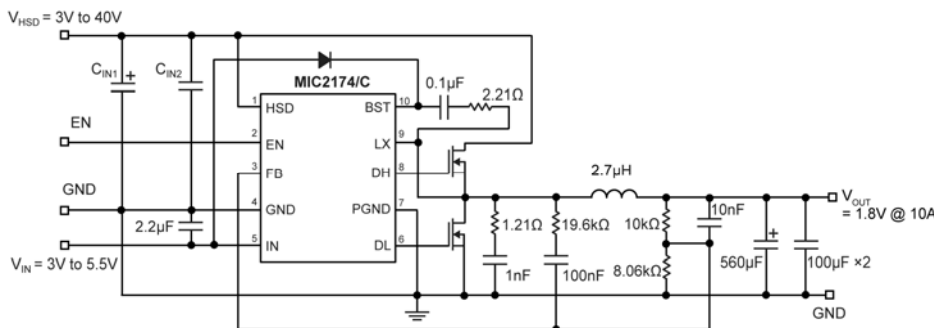 V_HSD = 3V to 40V
C_IN1
+
C_IN2
MIC2174/C
0.1µF
2.21Ω
1
HSD
BST
10
EN
2
EN
LX
9
3
FB
DH
8
GND
4
GND
PGND
7
2.2µF
5
IN
DL
6
V_IN = 3V to 5.5V
2.7µH
V_OUT
= 1.8V @ 10A
1.21Ω
19.6kΩ
10kΩ
10nF
1nF
100nF
8.06kΩ
+
560µF
100µF ×2
GND